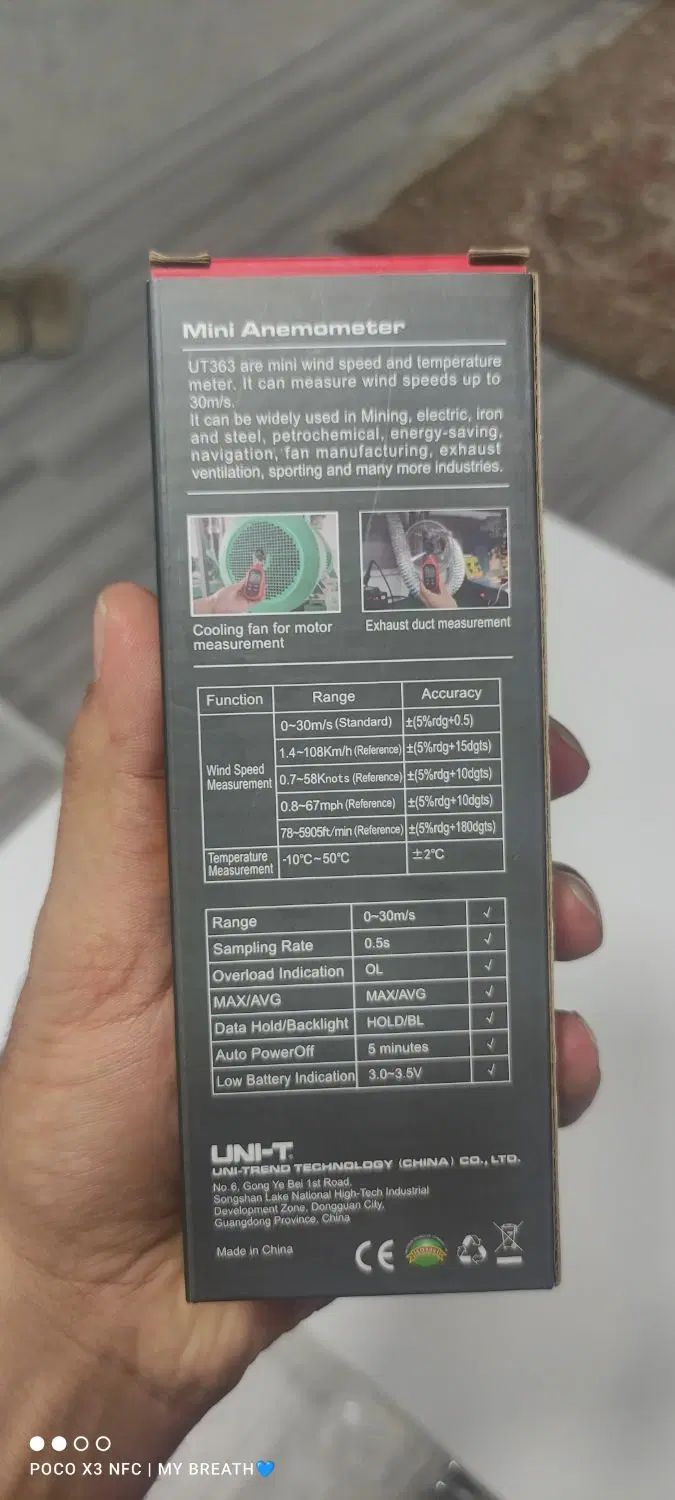 Mini Anemometer
UT363 are mini wind speed and temperature
meter. It can measure wind speeds up to
30m/s.
It can be widely used in Mining, electric, iron
and steel, petrochemical, energy-saving,
navigation, fan manufacturing, exhaust
ventilation, sporting and many more industries.
Cooling fan for motor
measurement
Exhaust duct measurement
Function Range Accuracy
Wind Speed
Measurement
0~30m/s (Standard) ±(5%rdg+0.5)
1.4~108Km/h (Reference) ±(5%rdg+15dgts)
0.7~58Knots (Reference) ±(5%rdg+10dgts)
0.8~67mph (Reference) ±(5%rdg+10dgts)
78~5905ft/min (Reference) ±(5%rdg+180dgts)
Temperature
Measurement
-10℃~50℃ ±2℃
Range 0~30m/s √
Sampling Rate 0.5s √
Overload Indication OL √
MAX/AVG MAX/AVG √
Data Hold/Backlight HOLD/BL √
Auto PowerOff 5 minutes √
Low Battery Indication 3.0~3.5V √
UNI-T
UNI-TREND TECHNOLOGY (CHINA) CO., LTD.
No 6, Gong Ye Bei 1st Road,
Songshan Lake National High-Tech Industrial
Development Zone, Dongguan City,
Guangdong Province, China
Made in China
CE
POCO X3 NFC | MY BREATH💙